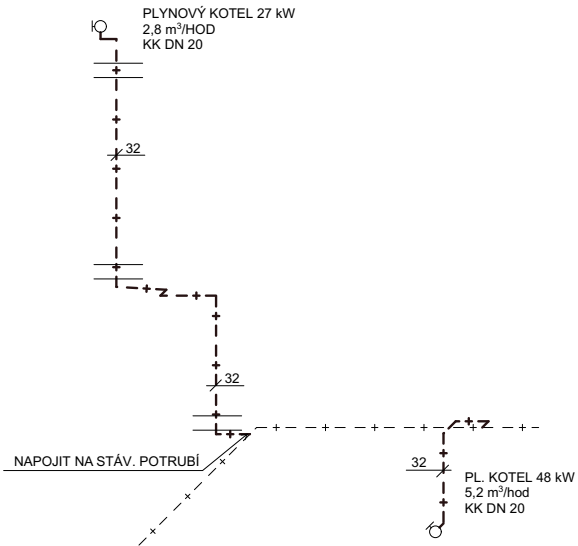 PLYNOVÝ KOTEL 27 kW
2,8 m³/HOD
KK DN 20
32
32
NAPOJIT NA STÁV. POTRUBÍ
32
PL. KOTEL 48 kW
5,2 m³/hod
KK DN 20